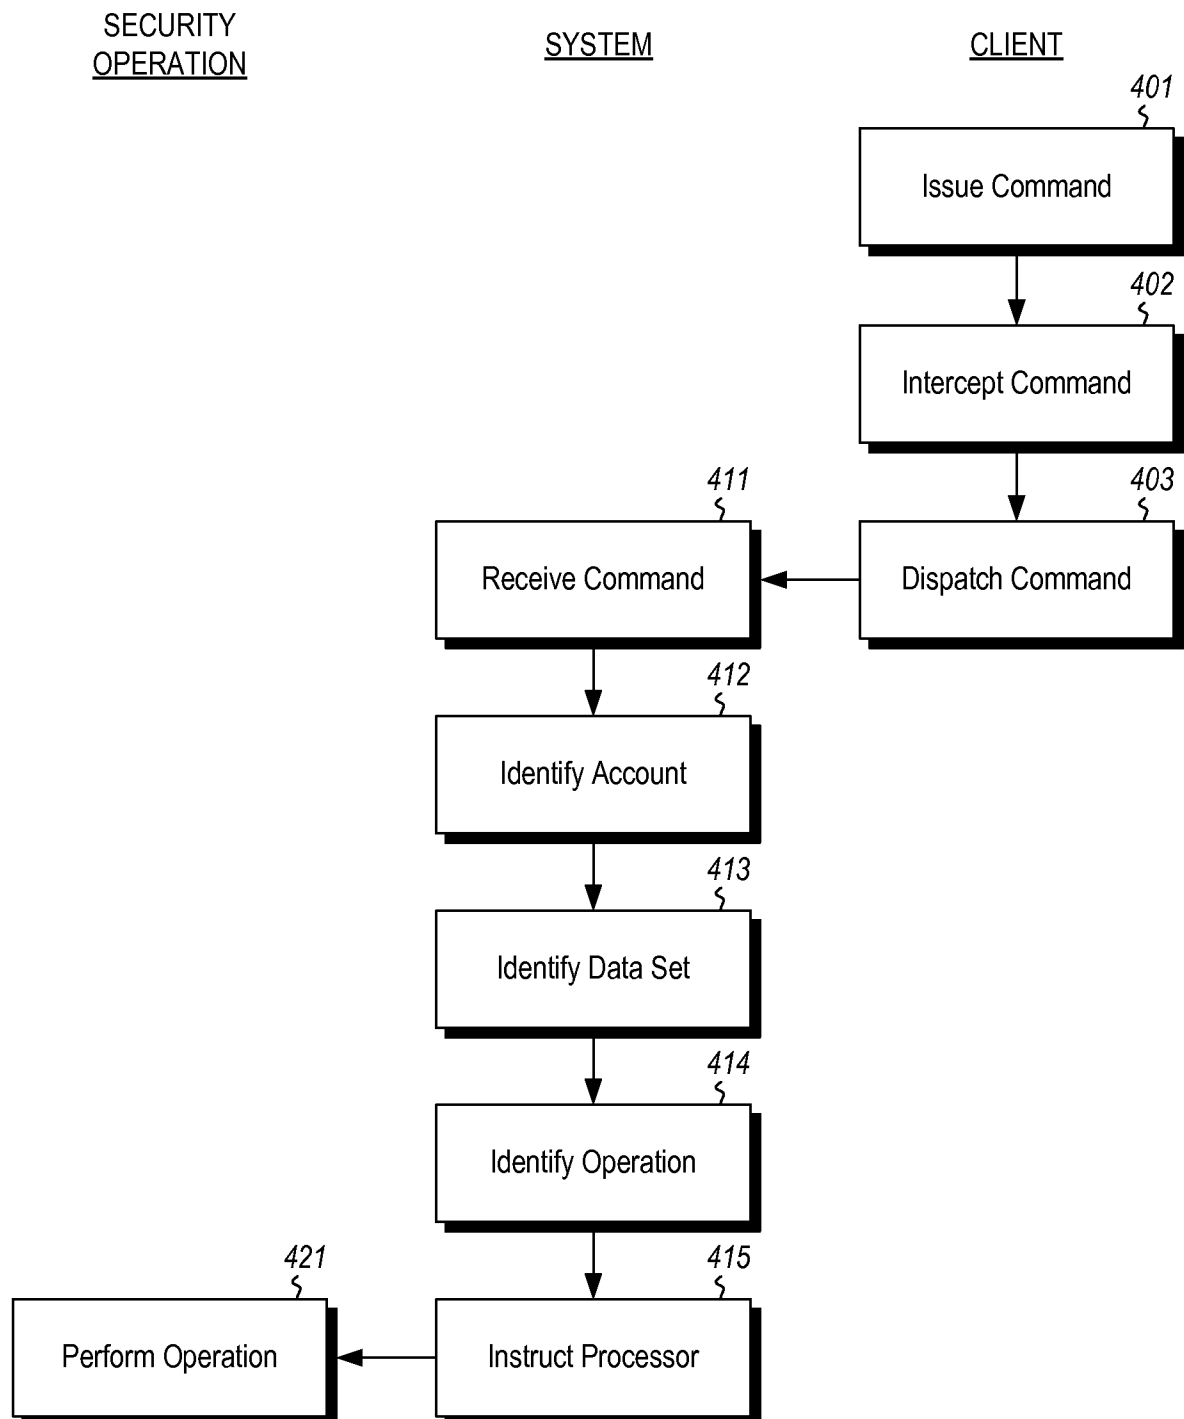 SECURITY
OPERATION
SYSTEM
CLIENT
401
Issue Command
402
Intercept Command
403
Dispatch Command
411
Receive Command
412
Identify Account
413
Identify Data Set
414
Identify Operation
415
Instruct Processor
421
Perform Operation